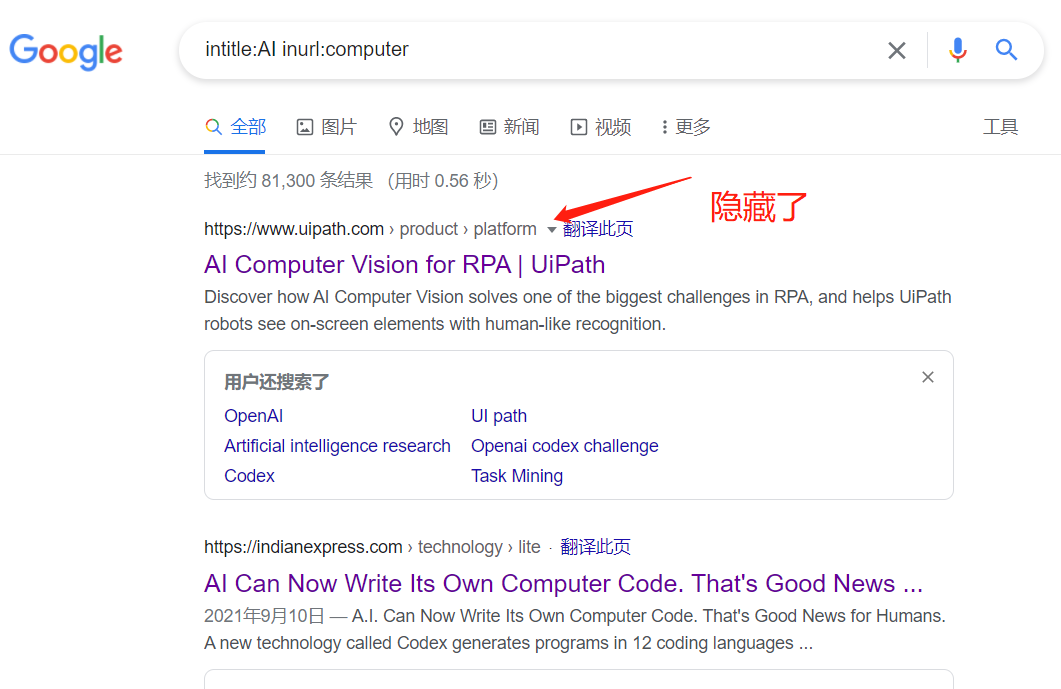 Google
intitle:AI inurl:computer
全部 图片 地图 新闻 视频 更多 工具
找到约 81,300 条结果 （用时 0.56 秒）
隐藏了
https://www.uipath.com › product › platform 翻译此页
AI Computer Vision for RPA | UiPath
Discover how AI Computer Vision solves one of the biggest challenges in RPA, and helps UiPath
robots see on-screen elements with human-like recognition.
用户还搜索了
OpenAI UI path
Artificial intelligence research Openai codex challenge
Codex Task Mining
https://indianexpress.com › technology › lite · 翻译此页
AI Can Now Write Its Own Computer Code. That's Good News ...
2021年9月10日 — A.I. Can Now Write Its Own Computer Code. That's Good News for Humans.
A new technology called Codex generates programs in 12 coding languages ...